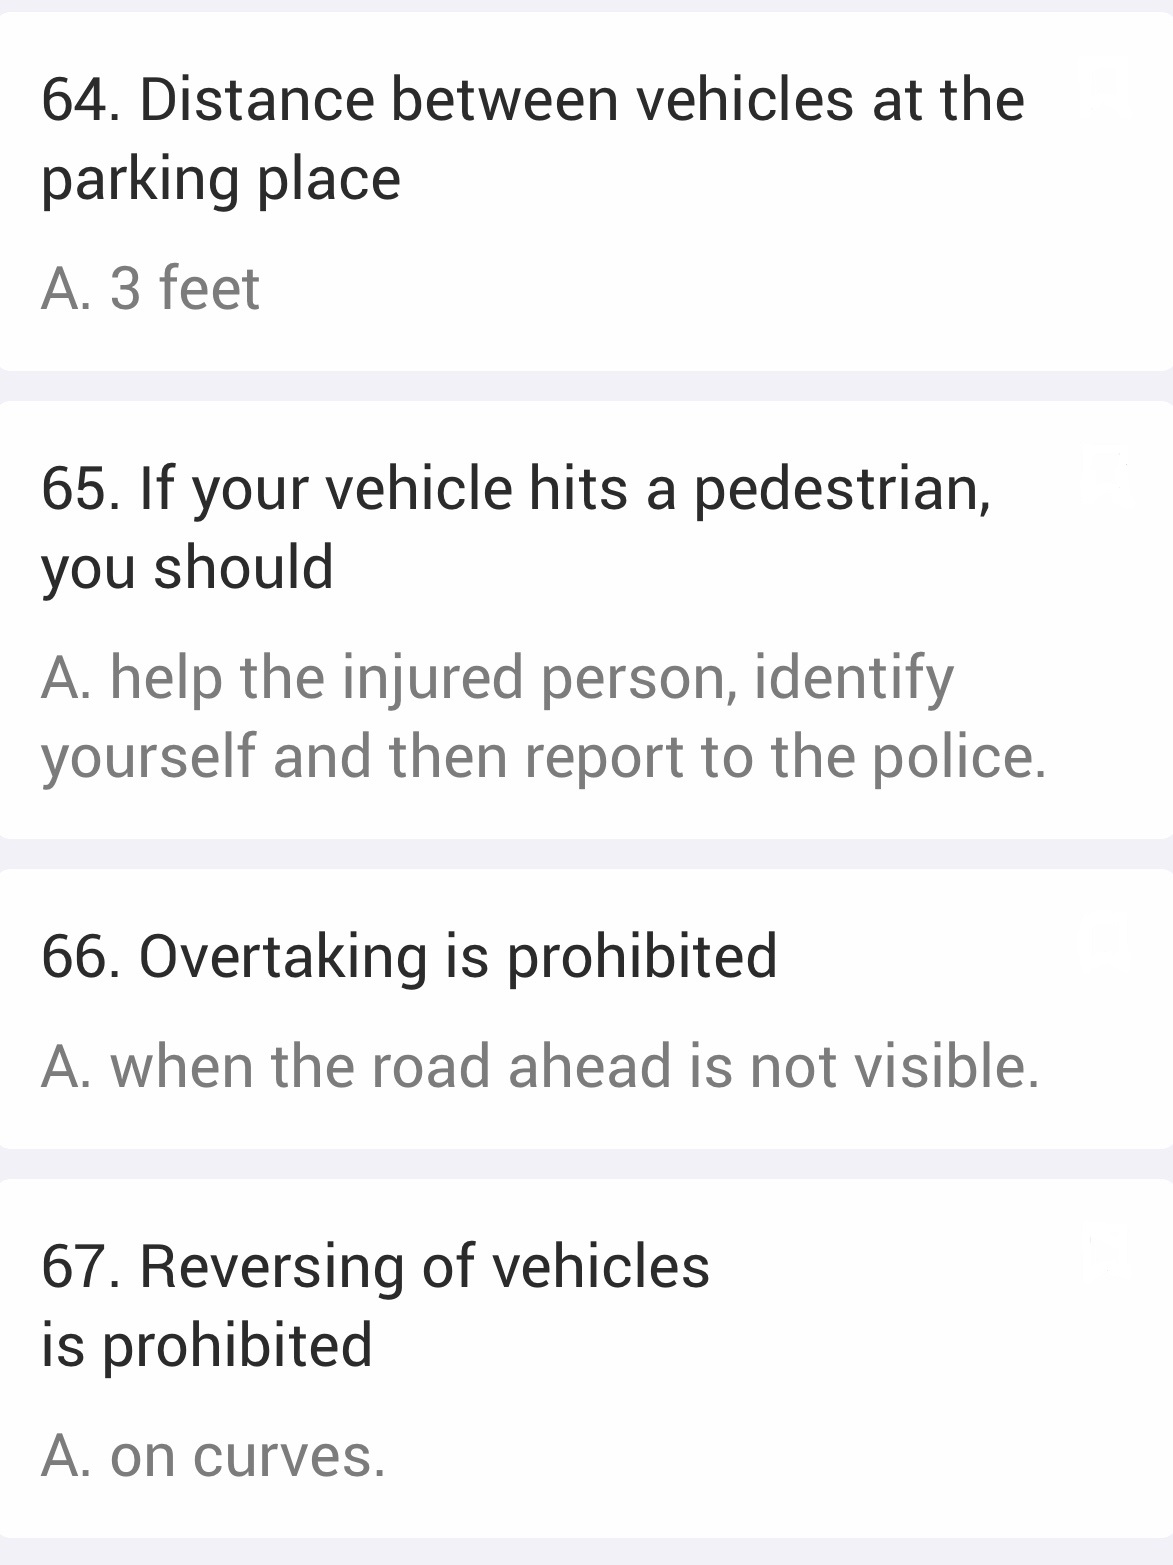 64. Distance between vehicles at the
parking place
A. 3 feet
65. If your vehicle hits a pedestrian,
you should
A. help the injured person, identify
yourself and then report to the police.
66. Overtaking is prohibited
A. when the road ahead is not visible.
67. Reversing of vehicles
is prohibited
A. on curves.